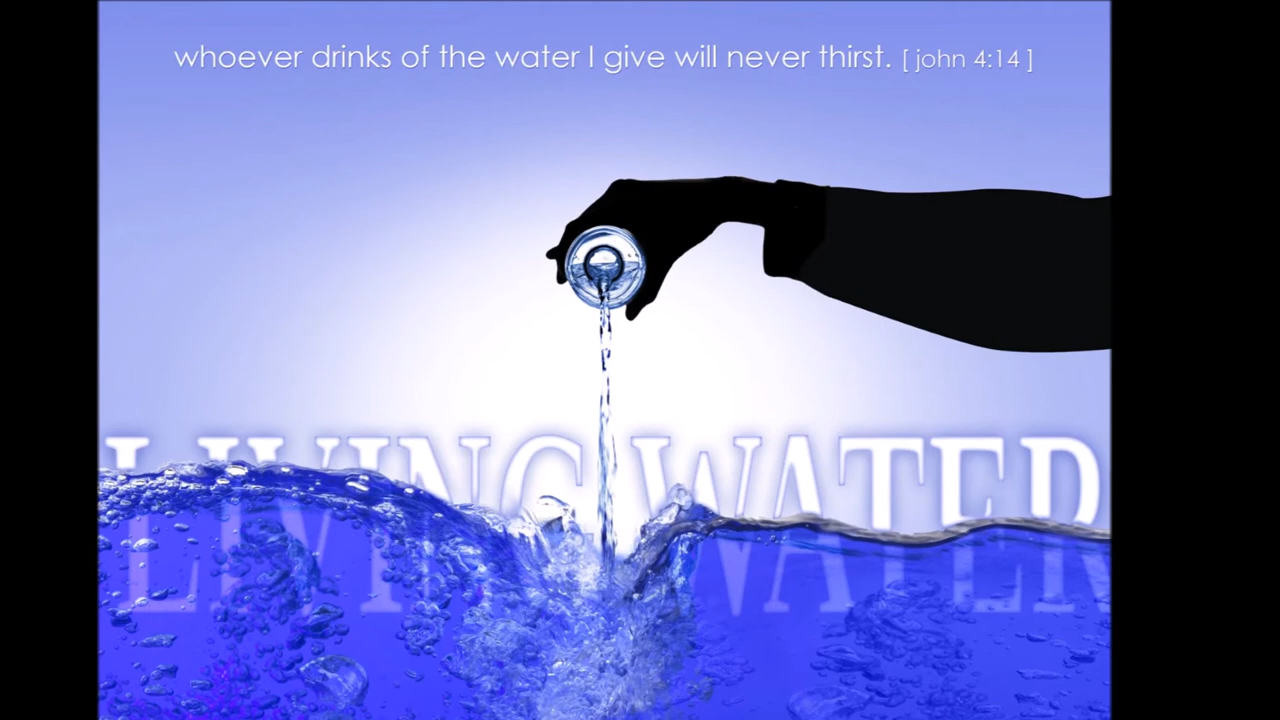 whoever drinks of the water I give will never thirst. [ john 4:14 ]
LIVING WATER